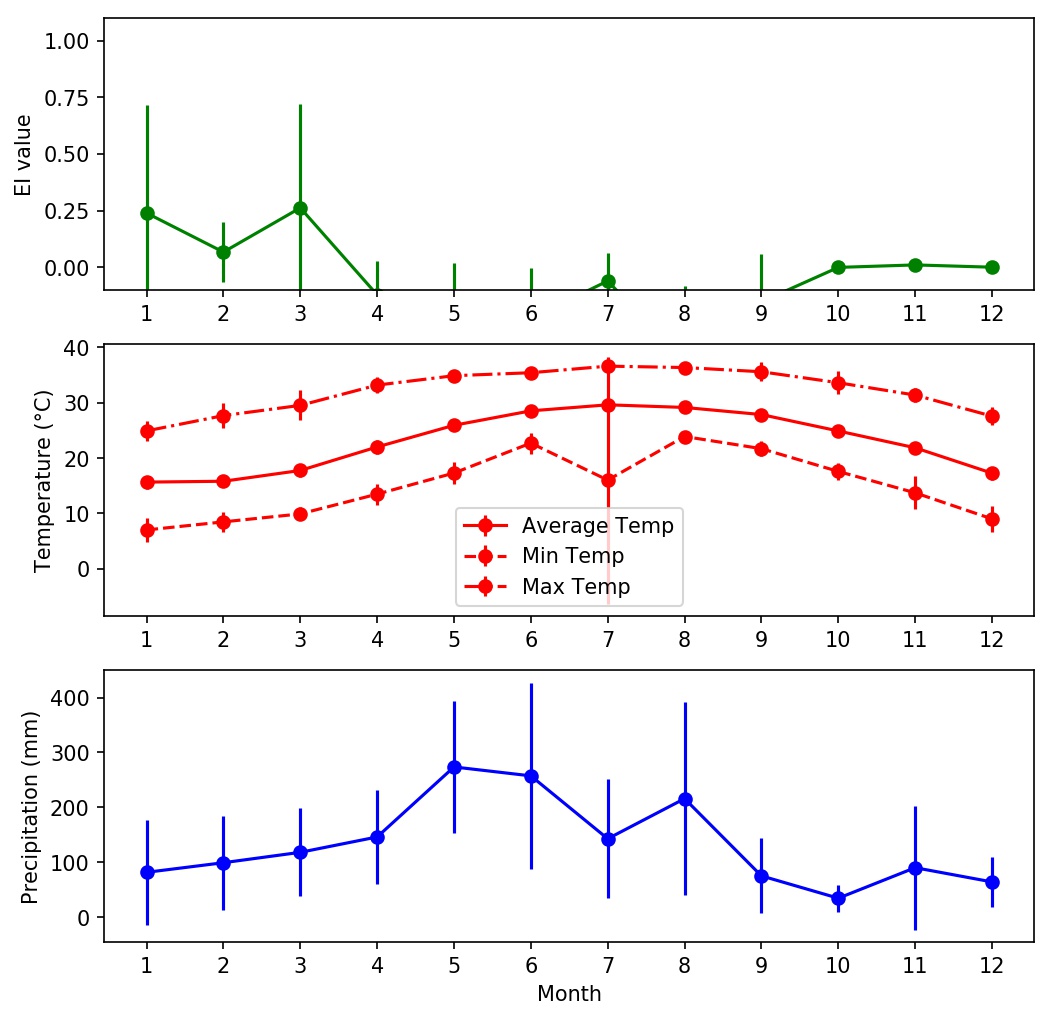 EI value
1.00
0.75
0.50
0.25
0.00
1 2 3 4 5 6 7 8 9 10 11 12
Temperature (°C)
40
30
20
10
0
Average Temp
Min Temp
Max Temp
1 2 3 4 5 6 7 8 9 10 11 12
Precipitation (mm)
400
300
200
100
0
1 2 3 4 5 6 7 8 9 10 11 12
Month